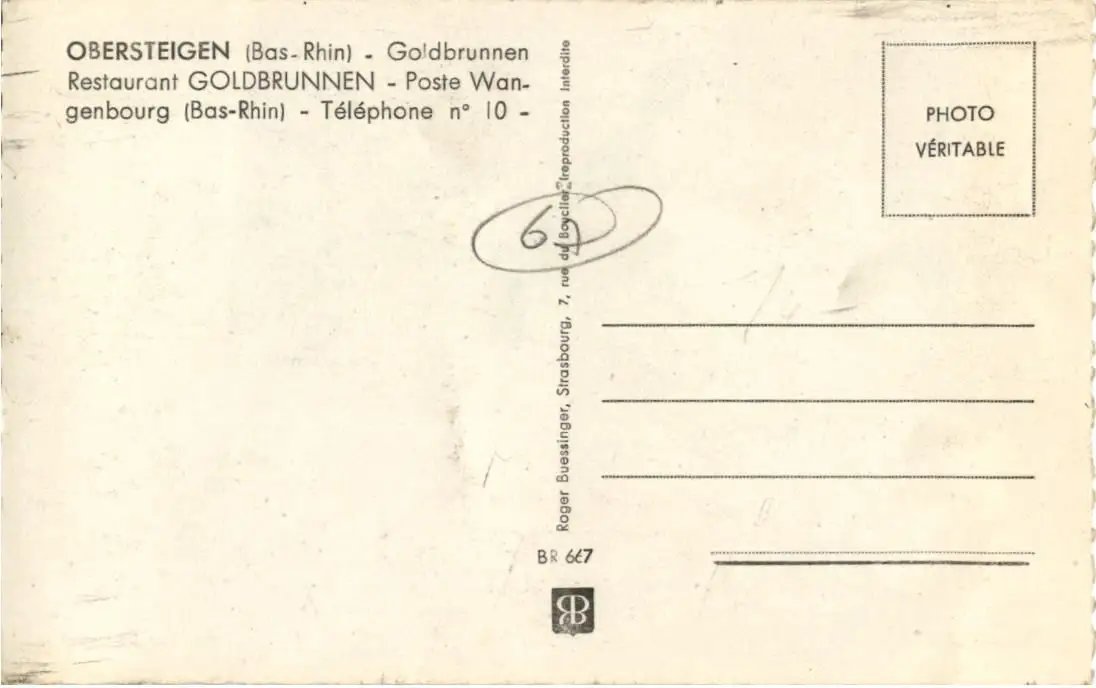 OBERSTEIGEN (Bas-Rhin) - Goldbrunnen
Restaurant GOLDBRUNNEN - Poste Wan-
genbourg (Bas-Rhin) - Téléphone n° 10 -
PHOTO
VÉRITABLE
Roger Buessinger, Strasbourg, 7, rue du Bouclier (reproduction interdite
BR 667
RB